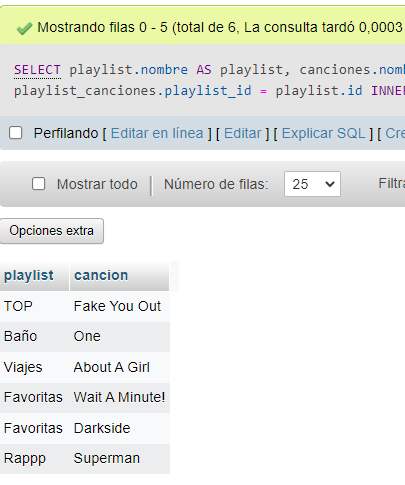 Mostrando filas 0 - 5 (total de 6, La consulta tardó 0,0003
SELECT playlist.nombre AS playlist, canciones.nom
playlist_canciones.playlist_id = playlist.id INNE
Perfilando [ Editar en línea ] [ Editar ] [ Explicar SQL ] [ Cre
Mostrar todo Número de filas: 25 Filtra
Opciones extra
playlist cancion
TOP Fake You Out
Baño One
Viajes About A Girl
Favoritas Wait A Minute!
Favoritas Darkside
Rappp Superman